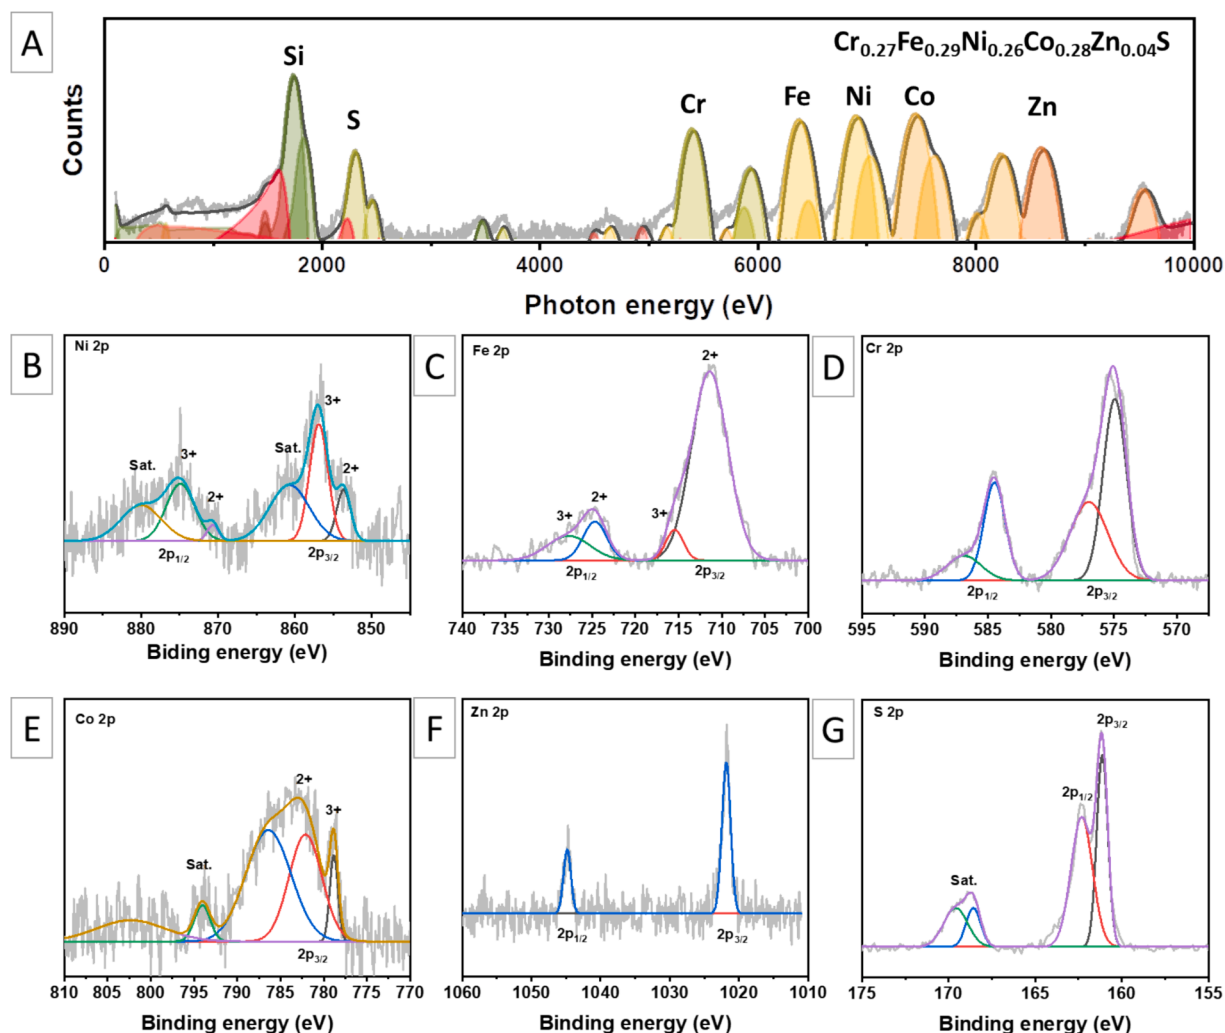 A
Cr0.27Fe0.29Ni0.26Co0.28Zn0.04S
Si
S
Cr
Fe
Ni
Co
Zn
Counts
0
2000
4000
6000
8000
10000
Photon energy (eV)
B
Ni 2p
Sat.
3+
2+
Sat.
3+
2+
2p1/2
2p3/2
890
880
870
860
850
Biding energy (eV)
C
Fe 2p
2+
3+
2+
3+
2p1/2
2p3/2
740
735
730
725
720
715
710
705
700
Binding energy (eV)
D
Cr 2p
2p1/2
2p3/2
595
590
585
580
575
570
Binding energy (eV)
E
Co 2p
2+
3+
Sat.
2p3/2
810
805
800
795
790
785
780
775
770
Binding energy (eV)
F
Zn 2p
2p1/2
2p3/2
1060
1050
1040
1030
1020
1010
Binding energy (eV)
G
S 2p
2p3/2
2p1/2
Sat.
175
170
165
160
155
Binding energy (eV)